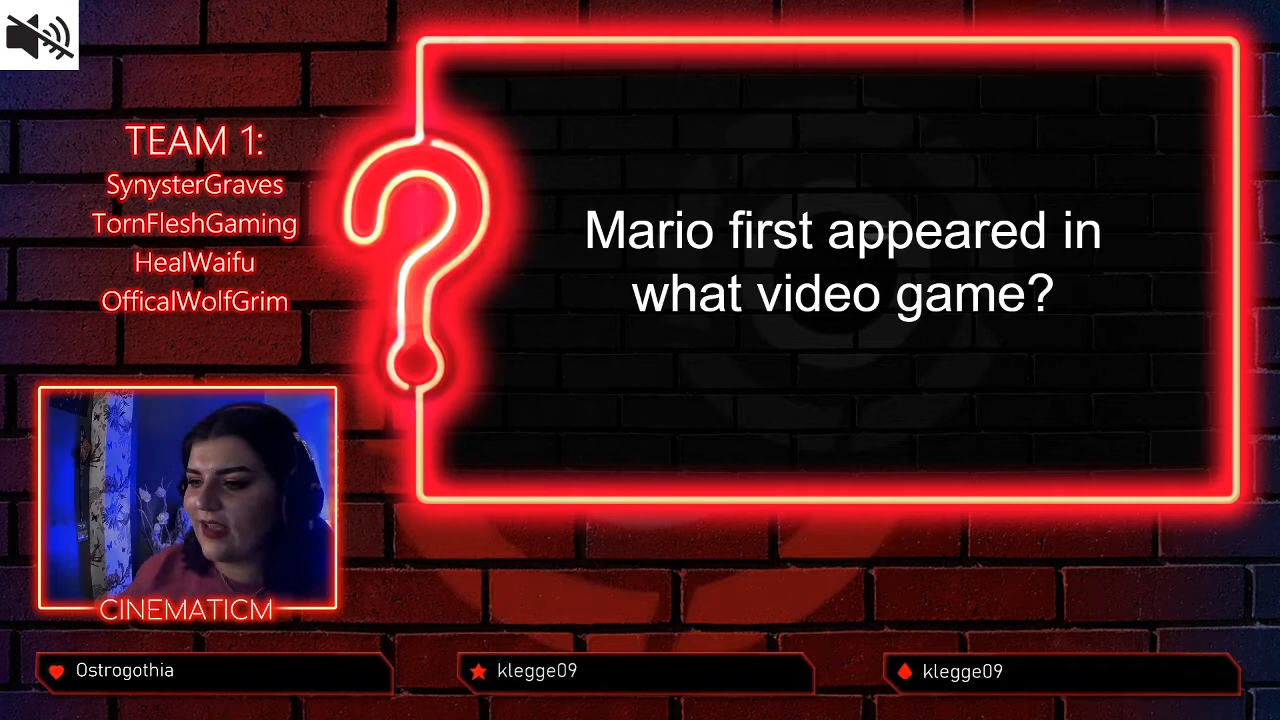 TEAM 1:
SynysterGraves
TornFleshGaming
HealWaifu
OfficalWolfGrim
Mario first appeared in
what video game?
CINEMATICM
Ostrogothia
klegge09
klegge09